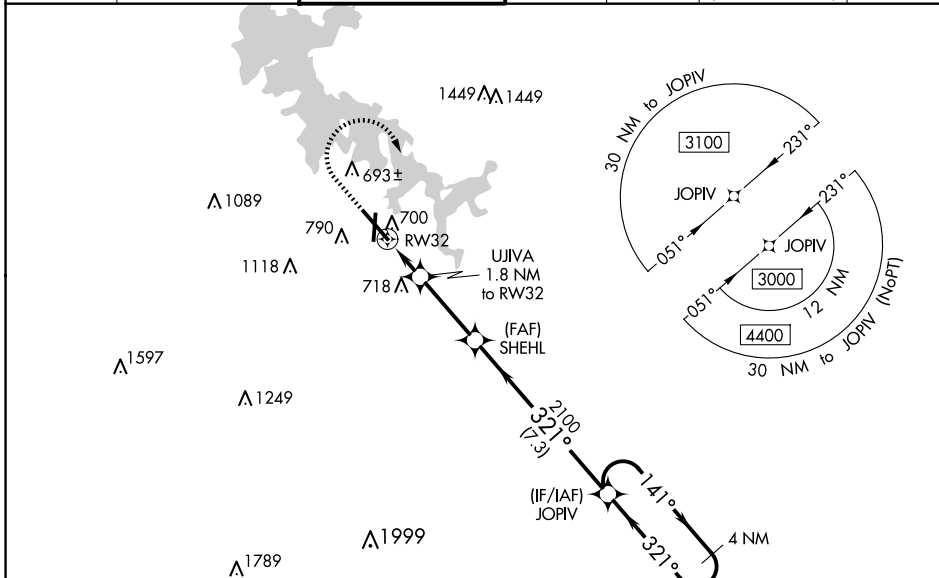 1449 1449
30 NM to JOPIV
3100
231°
JOPIV
051°
693±
1089
700
790
RW32
1118
UJIVA
1.8 NM
to RW32
718
231°
JOPIV
3000
051°
12 NM
4400
30 NM to JOPIV (NoPT)
(FAF)
SHEHL
1597
1249
2100
321°
(7.3)
(IF/IAF)
JOPIV
141°
4 NM
321°
1999
1789